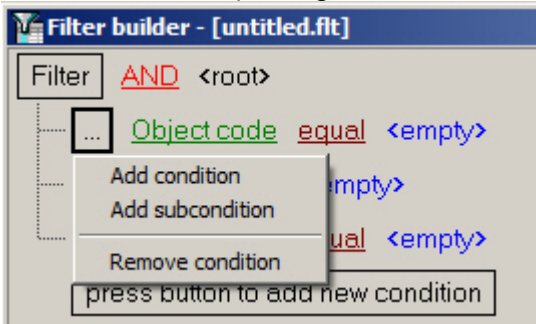 Filter builder - [untitled.flt]
Filter AND <root>
... Object code equal <empty>
Add condition
mpty>
Add subcondition
ual <empty>
Remove condition
press button to add new condition